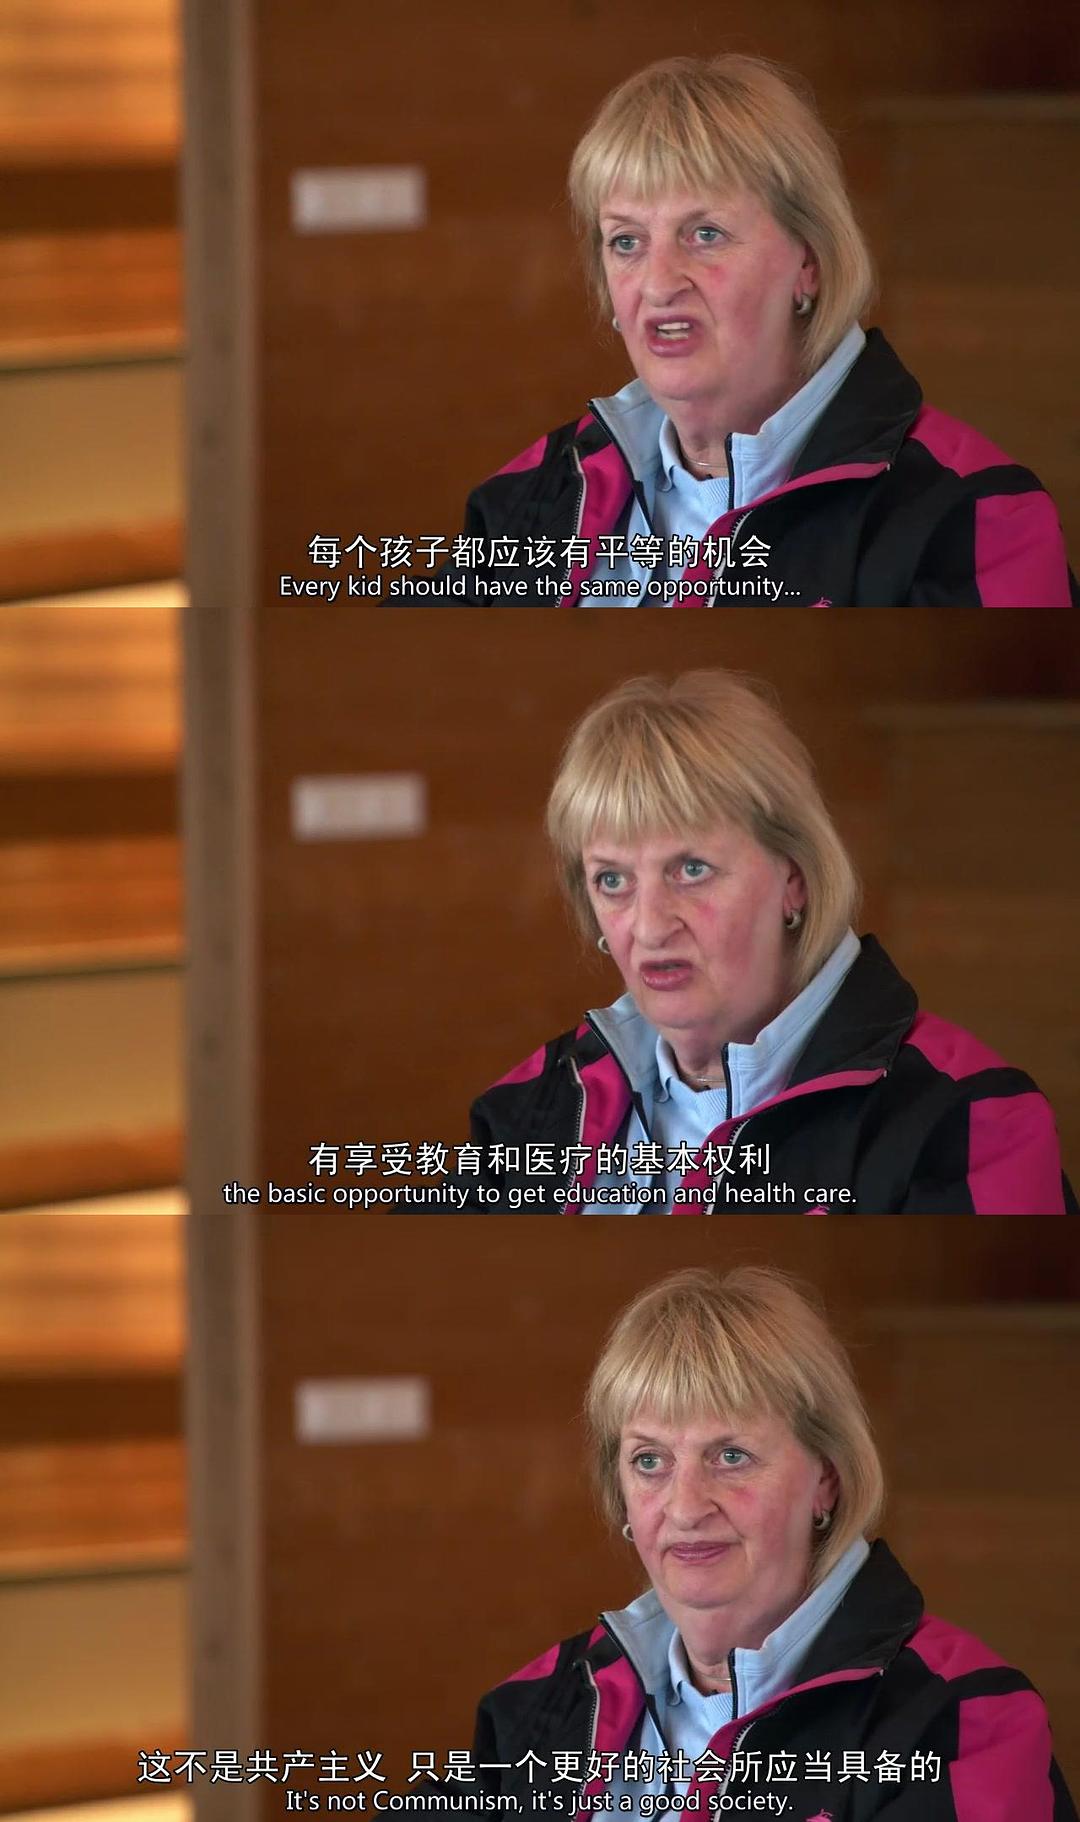 每个孩子都应该有平等的机会
Every kid should have the same opportunity...
有享受教育和医疗的基本权利
the basic opportunity to get education and health care.
这不是共产主义 只是一个更好的社会所应当具备的
It's not Communism, it's just a good society.